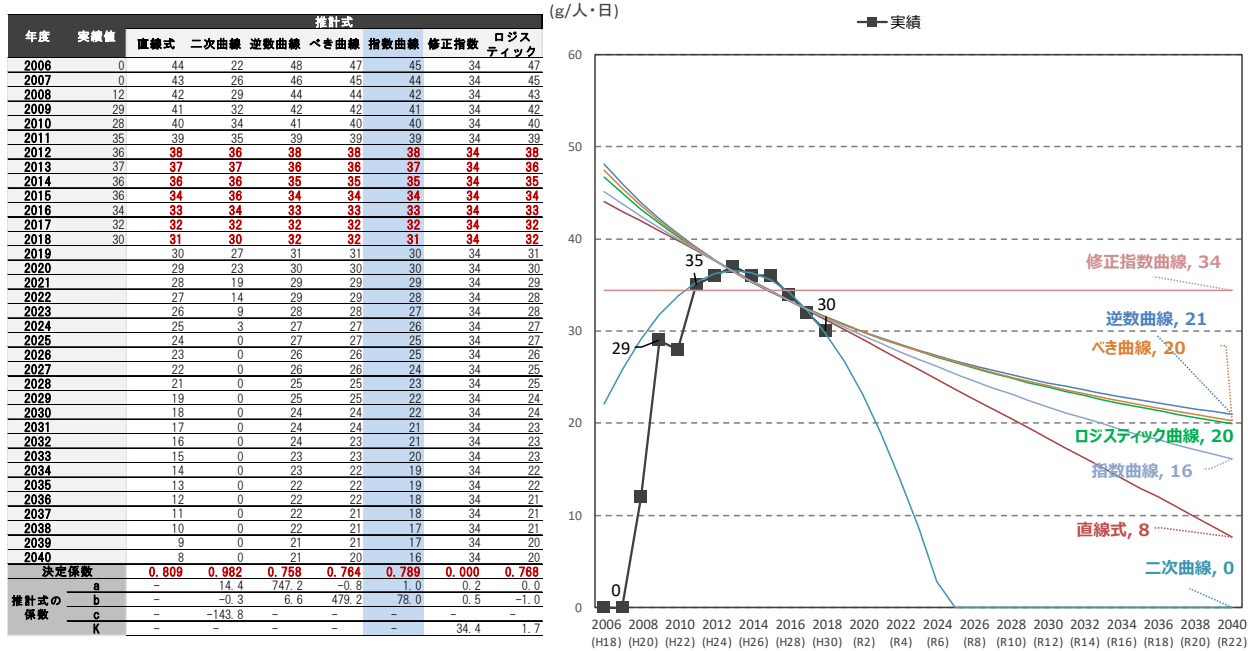 推計式
年度 実績値 直線式 二次曲線 逆数曲線 べき曲線 指数曲線 修正指数 ロジスティック
2006 0 44 22 48 47 45 34 47
2007 0 43 26 46 45 44 34 45
2008 12 42 29 44 44 42 34 43
2009 29 41 32 42 42 41 34 42
2010 28 40 34 41 40 40 34 40
2011 35 39 35 39 39 39 34 39
2012 36 38 36 38 38 38 34 38
2013 37 37 37 36 36 37 34 36
2014 36 36 36 35 35 35 34 35
2015 36 34 36 34 34 34 34 34
2016 34 33 34 33 33 33 34 33
2017 32 32 32 32 32 32 34 32
2018 30 31 30 32 32 31 34 32
2019 30 27 31 31 30 34 31
2020 29 23 30 30 30 34 30
2021 28 19 29 29 29 34 29
2022 27 14 29 29 28 34 28
2023 26 9 28 28 27 34 28
2024 25 3 27 27 26 34 27
2025 24 0 27 27 25 34 27
2026 23 0 26 26 25 34 26
2027 22 0 26 26 24 34 25
2028 21 0 25 25 23 34 25
2029 19 0 25 25 22 34 24
2030 18 0 24 24 22 34 24
2031 17 0 24 24 21 34 23
2032 16 0 24 23 21 34 23
2033 15 0 23 23 20 34 23
2034 14 0 23 22 19 34 22
2035 13 0 22 22 19 34 22
2036 12 0 22 22 18 34 21
2037 11 0 22 21 18 34 21
2038 10 0 22 21 17 34 21
2039 9 0 21 21 17 34 20
2040 8 0 21 20 16 34 20
決定係数 0.809 0.982 0.758 0.764 0.789 0.000 0.768
推計式の係数
a － 14.4 747.2 -0.8 1.0 0.2 0.0
b － -0.3 6.6 479.2 78.0 0.5 -1.0
c － -143.8 － － － － －
K － － － － － 34.4 1.7
(g/人・日)
実績
60
50
40
30
20
10
0
0
29
35
30
修正指数曲線, 34
逆数曲線, 21
べき曲線, 20
ロジスティック曲線, 20
指数曲線, 16
直線式, 8
二次曲線, 0
2006 2008 2010 2012 2014 2016 2018 2020 2022 2024 2026 2028 2030 2032 2034 2036 2038 2040
(H18) (H20) (H22) (H24) (H26) (H28) (H30) (R2) (R4) (R6) (R8) (R10) (R12) (R14) (R16) (R18) (R20) (R22)